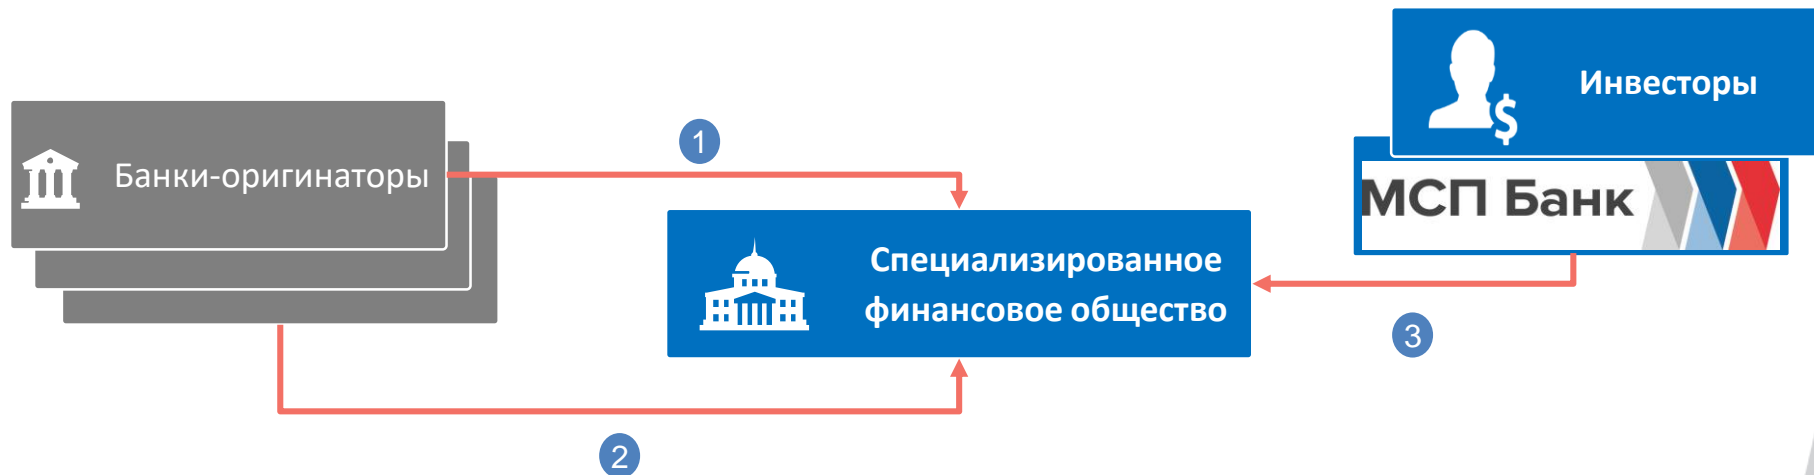 Инвесторы
Банки-оригинаторы
1
МСП Банк
Специализированное
финансовое общество
3
2